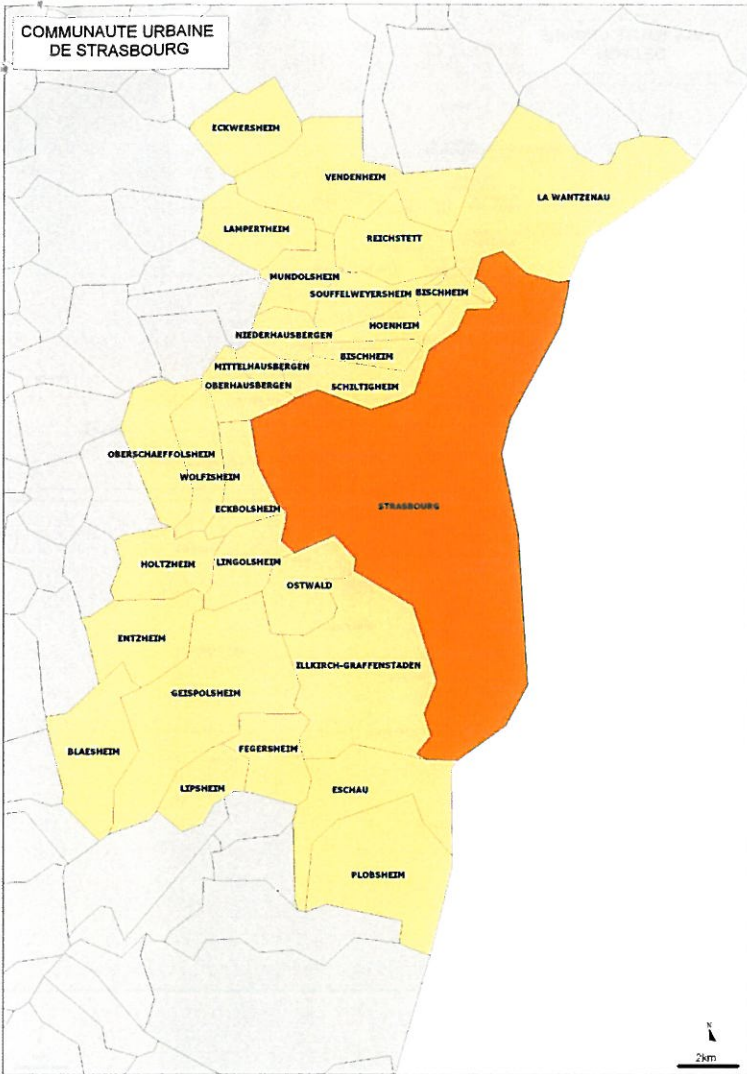 COMMUNAUTE URBAINE
DE STRASBOURG
ECKWERSHEIM
VENDENHEIM
LA WANTZENAU
LAMPERTHEIM
REICHSTETT
MUNDOLSHEIM
SOUFFELWEYERSHEIM
BISCHHEIM
HOENHEIM
NIEDERHAUSBERGEN
BISCHHEIM
MITTELHAUSBERGEN
OBERHAUSBERGEN
SCHILTIGHEIM
OBERSCHAEFFOLSHEIM
WOLFISHEIM
ECKBOLSHEIM
STRASBOURG
HOLTZHEIM
LINGOLSHEIM
OSTWALD
ENTZHEIM
ILLKIRCH-GRAFFENSTADEN
GEISPOLSHEIM
BLAESHEIM
FEGERSHEIM
LIPSHEIM
ESCHAU
PLOBSHEIM
N
2km